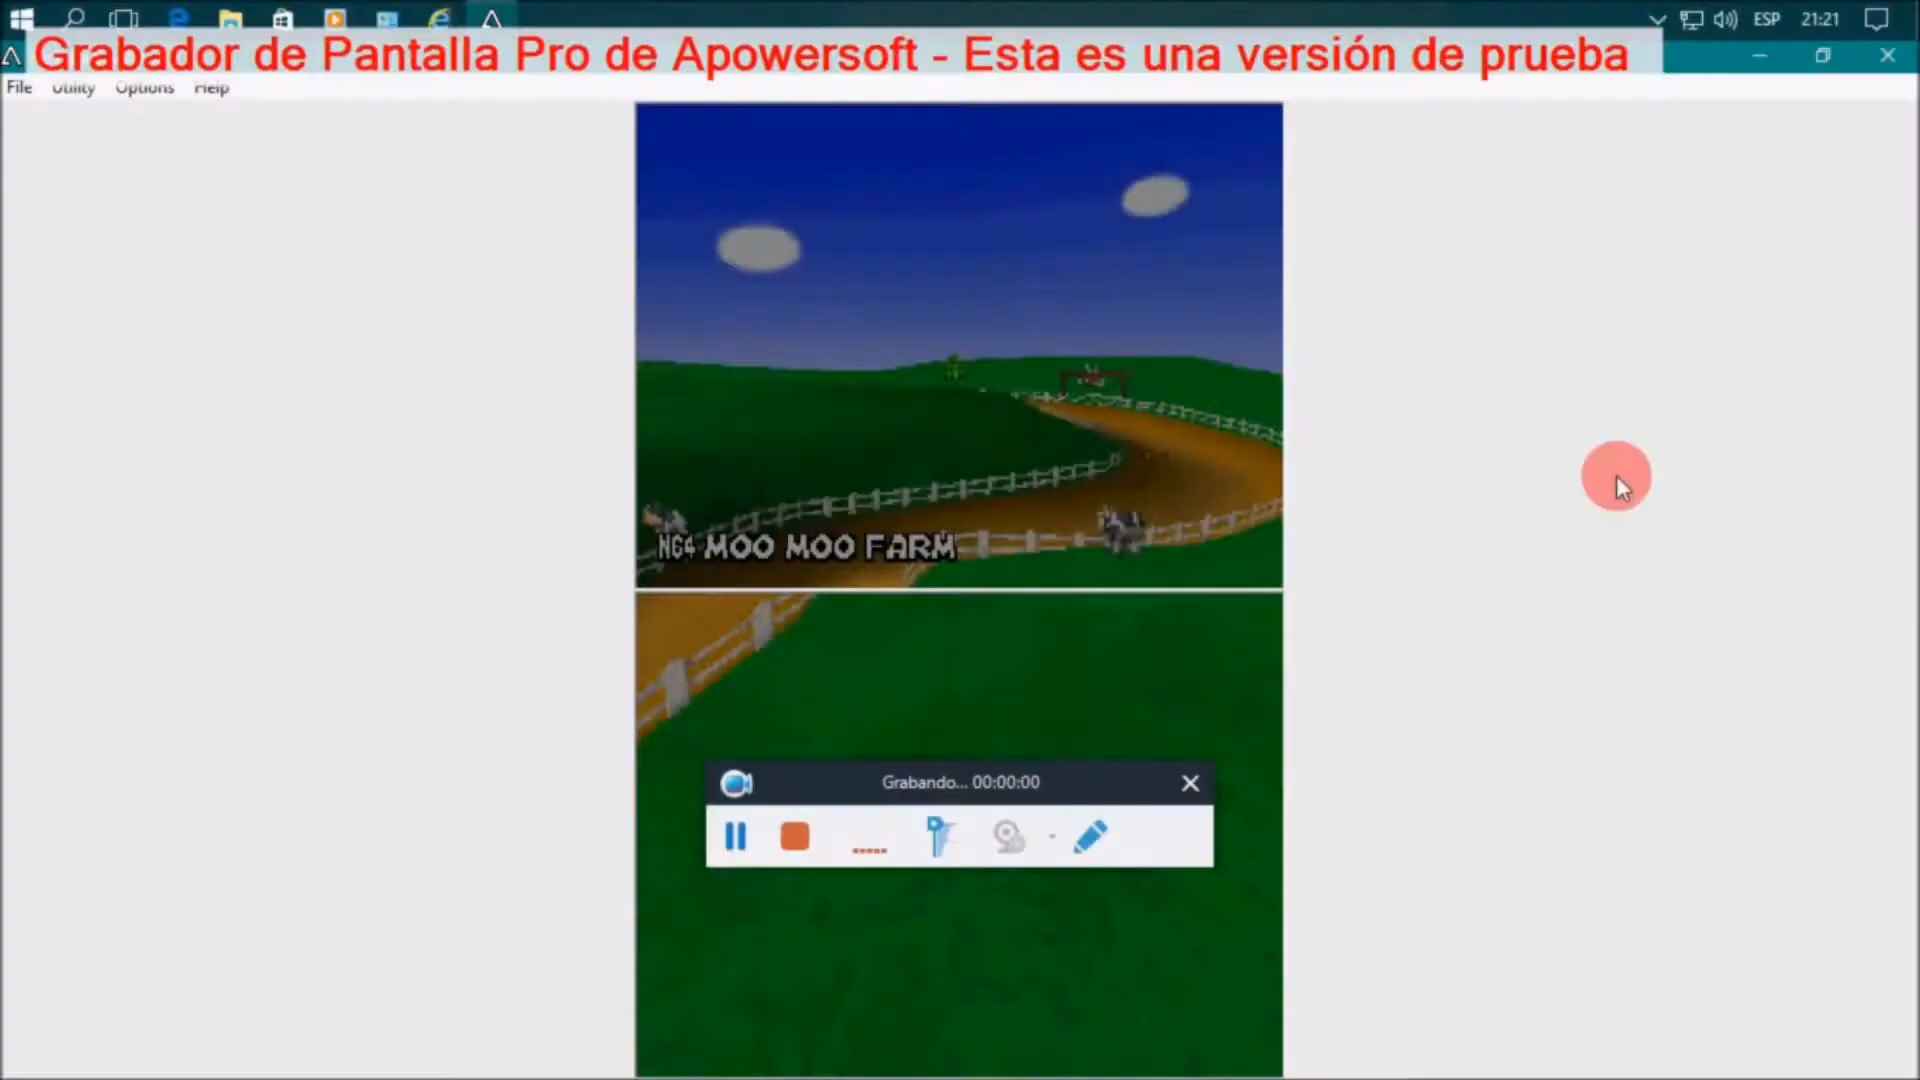 ESP 21:21
Grabador de Pantalla Pro de Apowersoft - Esta es una versión de prueba
File Utility Options Help
N64 MOO MOO FARM
Grabando... 00:00:00